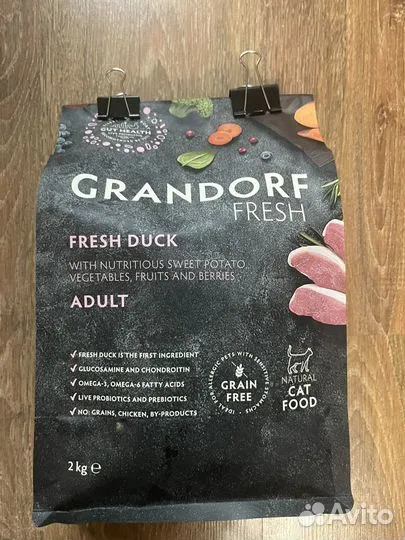 GUT HEALTH
GRANDORF
FRESH
FRESH DUCK
WITH NUTRITIOUS SWEET POTATO,
VEGETABLES, FRUITS AND BERRIES
ADULT
✓ FRESH DUCK IS THE FIRST INGREDIENT
✓ GLUCOSAMINE AND CHONDROITIN
✓ OMEGA-3, OMEGA-6 FATTY ACIDS
✓ LIVE PROBIOTICS AND PREBIOTICS
✓ NO: GRAINS, CHICKEN, BY-PRODUCTS
GRAIN
FREE
IDEAL FOR ALLERGIC PETS WITH SENSITIVE STOMACHS
NATURAL
CAT
FOOD
2 kg e
Avito